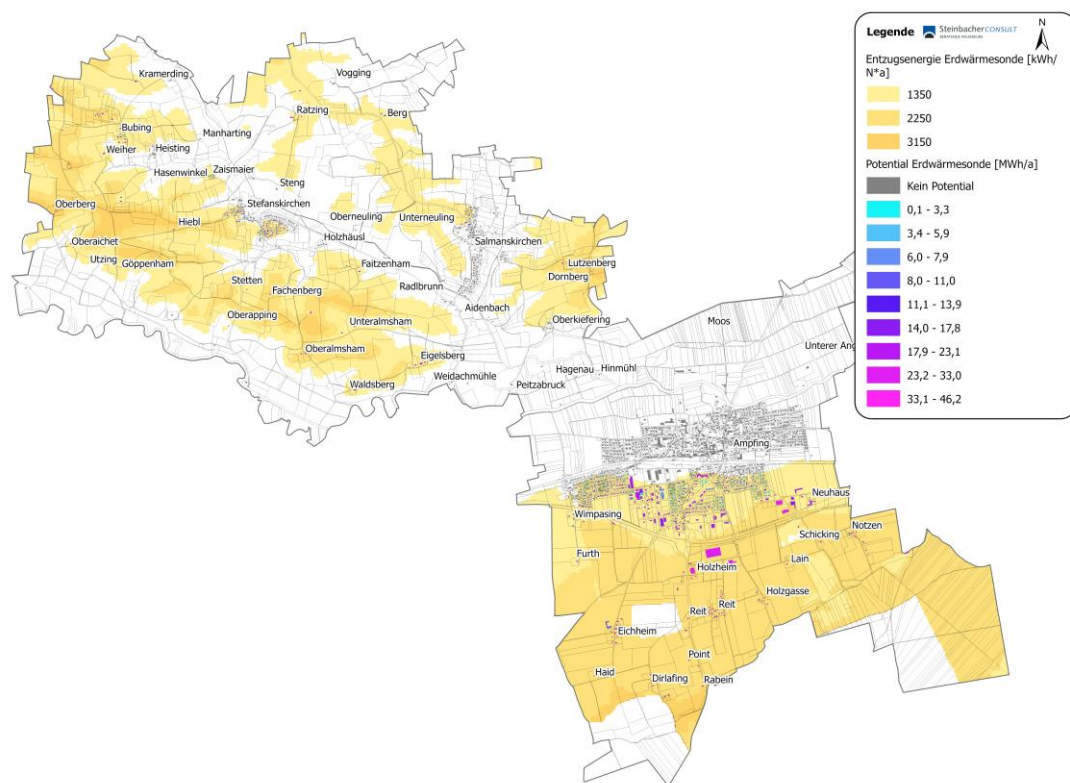 Legende SteinbacherCONSULT N
BERATENDE INGENIEURE
Entzugsenergie Erdwärmesonde [kWh/
N*a]
1350
2250
3150
Potential Erdwärmesonde [MWh/a]
Kein Potential
0,1 - 3,3
3,4 - 5,9
6,0 - 7,9
8,0 - 11,0
11,1 - 13,9
14,0 - 17,8
17,9 - 23,1
23,2 - 33,0
33,1 - 46,2
Kramerding
Vogging
Ratzing
Berg
Bubing
Manharting
Weiher
Heisting
Hasenwinkel
Zaismaier
Steng
Oberberg
Stefanskirchen
Hiebl
Oberneuling
Unterneuling
Oberaichet
Holzhäusl
Salmanskirchen
Utzing
Göppenham
Faitzenham
Lutzenberg
Stetten
Radlbrunn
Dornberg
Fachenberg
Oberapping
Aidenbach
Unteralmsham
Oberkiefering
Moos
Unterer Ang
Oberalmsham
Eigelsberg
Weidachmühle
Hagenau
Hinmühl
Waldsberg
Peitzabruck
Ampfing
Neuhaus
Wimpasing
Schicking
Notzen
Furth
Holzheim
Lain
Holzgasse
Reit
Reit
Eichheim
Point
Haid
Dirlafing
Rabein